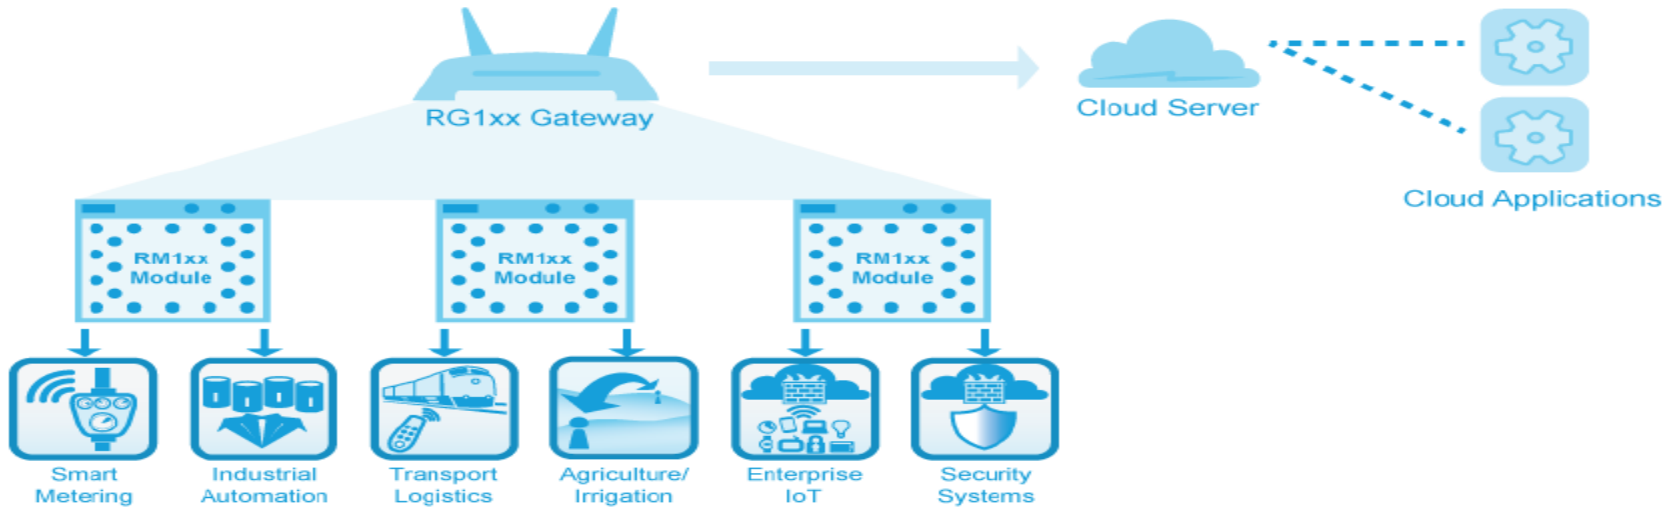 RG1xx Gateway
Cloud Server
Cloud Applications
RM1xx
Module
RM1xx
Module
RM1xx
Module
Smart
Metering
Industrial
Automation
Transport
Logistics
Agriculture/
Irrigation
Enterprise
IoT
Security
Systems